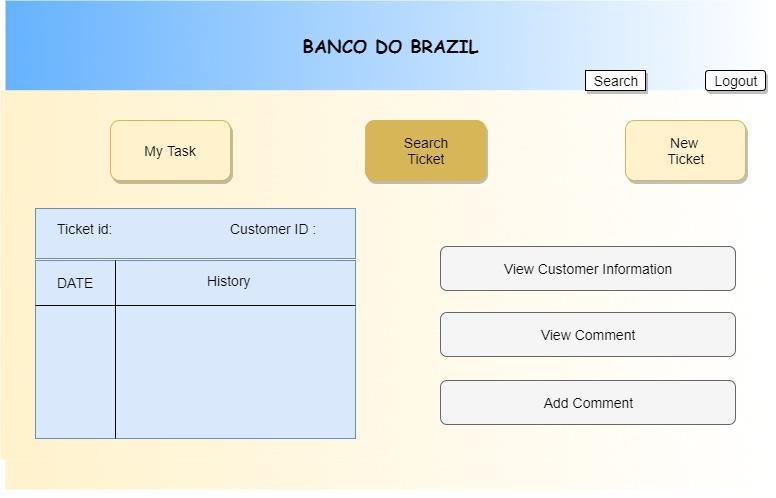 BANCO DO BRAZIL
Search
Logout
My Task
Search
Ticket
New
Ticket
Ticket id:
Customer ID :
DATE
History
View Customer Information
View Comment
Add Comment